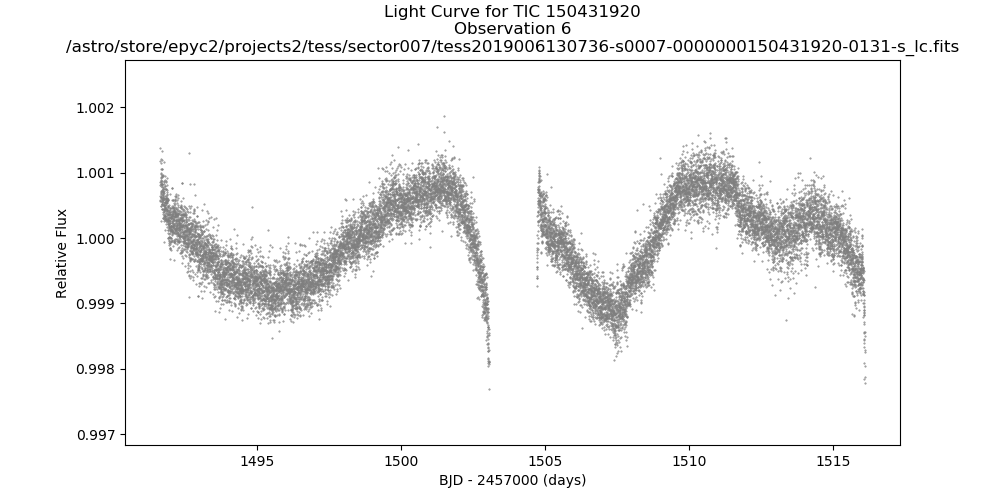 Light Curve for TIC 150431920
Observation 6
/astro/store/epyc2/projects2/tess/sector007/tess2019006130736-s0007-0000000150431920-0131-s_lc.fits
1.002
1.001
1.000
0.999
0.998
0.997
Relative Flux
1495
1500
1505
1510
1515
BJD - 2457000 (days)